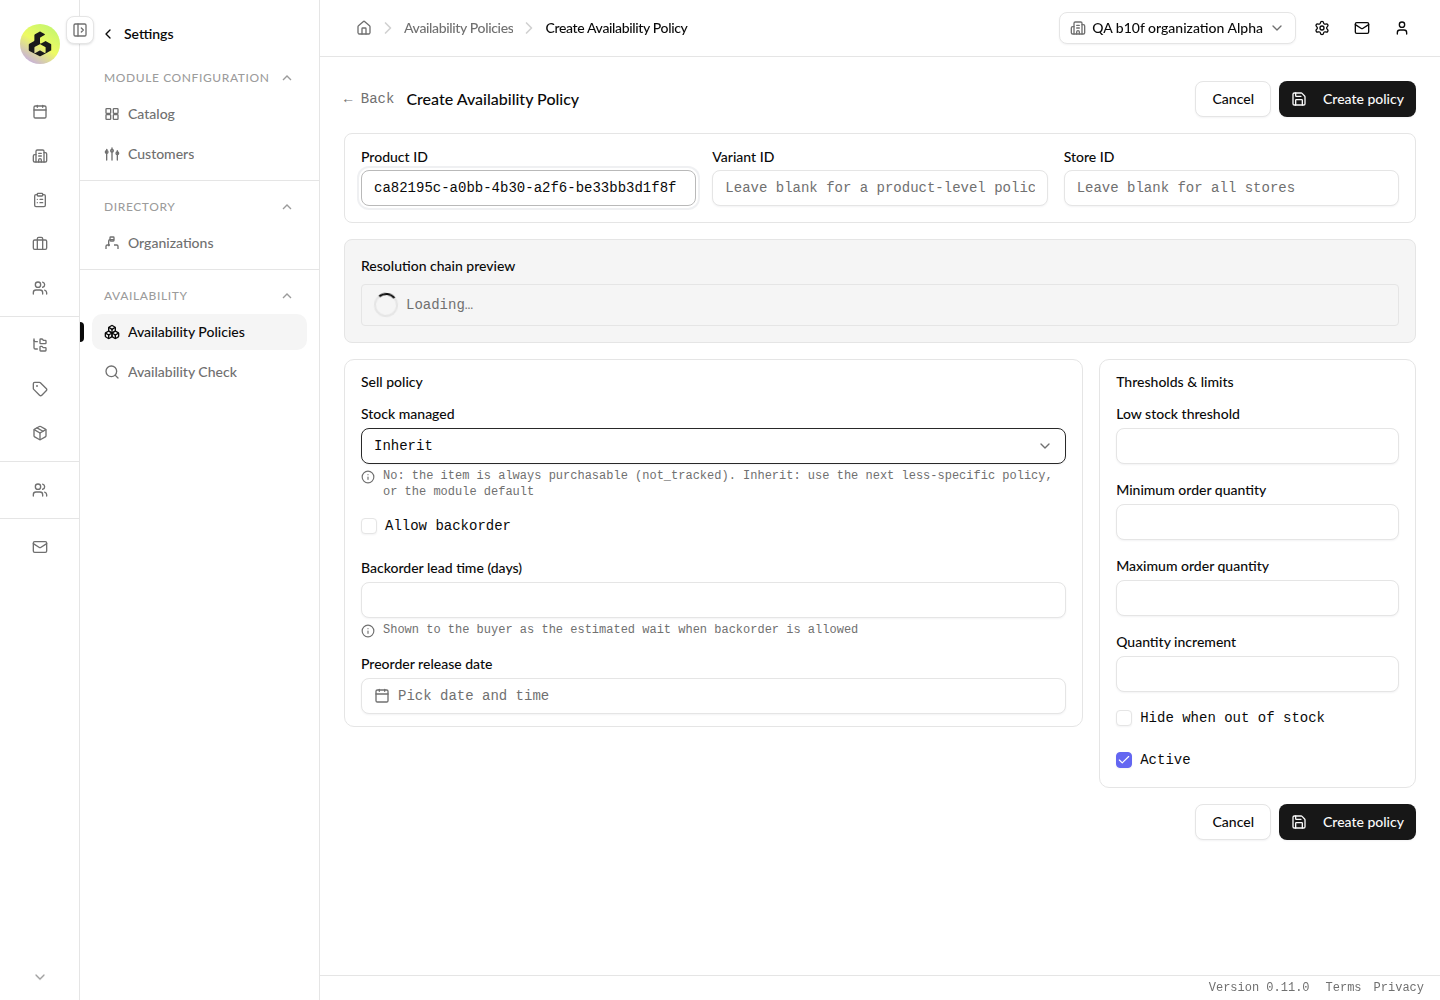 Settings
MODULE CONFIGURATION
Catalog
Customers
DIRECTORY
Organizations
AVAILABILITY
Availability Policies
Availability Check
Availability Policies
Create Availability Policy
QA b10f organization Alpha
← Back
Create Availability Policy
Cancel
Create policy
Product ID
Variant ID
Store ID
ca82195c-a0bb-4b30-a2f6-be33bb3d1f8f
Leave blank for a product-level polic
Leave blank for all stores
Resolution chain preview
Loading…
Sell policy
Stock managed
Inherit
No: the item is always purchasable (not_tracked). Inherit: use the next less-specific policy,
or the module default
Allow backorder
Backorder lead time (days)
Shown to the buyer as the estimated wait when backorder is allowed
Preorder release date
Pick date and time
Thresholds & limits
Low stock threshold
Minimum order quantity
Maximum order quantity
Quantity increment
Hide when out of stock
Active
Cancel
Create policy
Version 0.11.0
Terms
Privacy